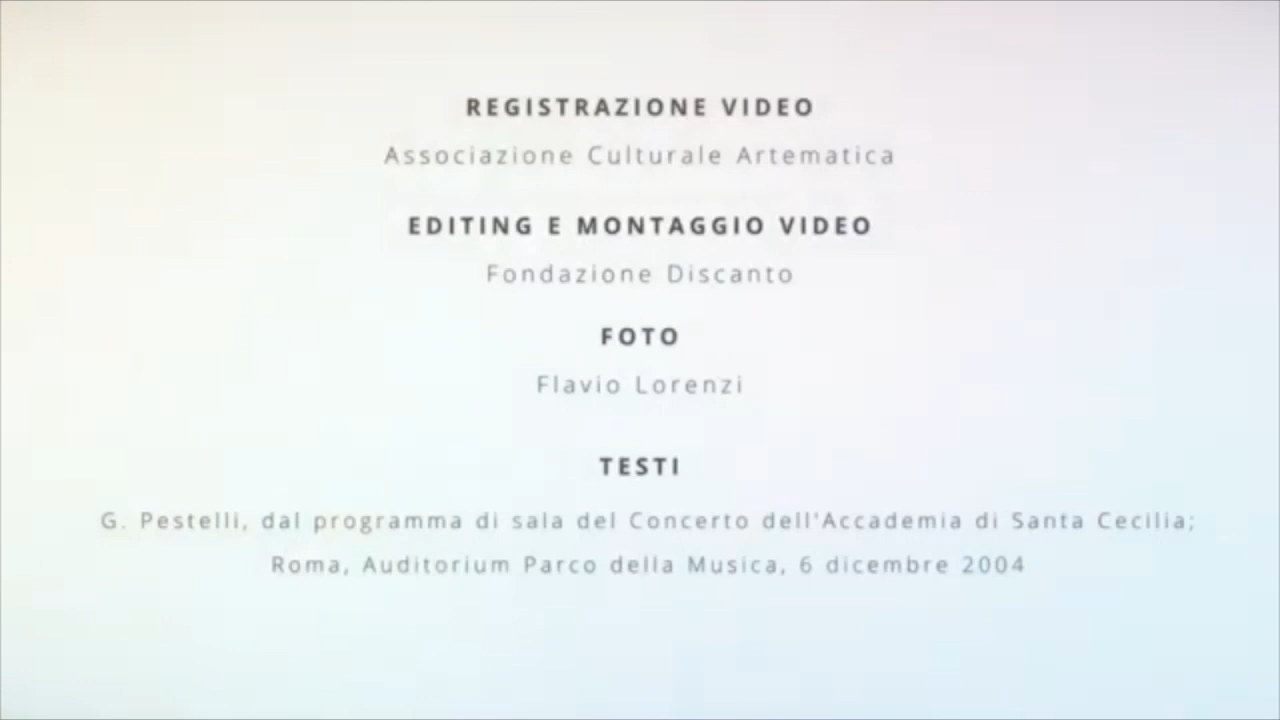 REGISTRAZIONE VIDEO
Associazione Culturale Artematica
EDITING E MONTAGGIO VIDEO
Fondazione Discanto
FOTO
Flavio Lorenzi
TESTI
G. Pestelli, dal programma di sala del Concerto dell'Accademia di Santa Cecilia;
Roma, Auditorium Parco della Musica, 6 dicembre 2004